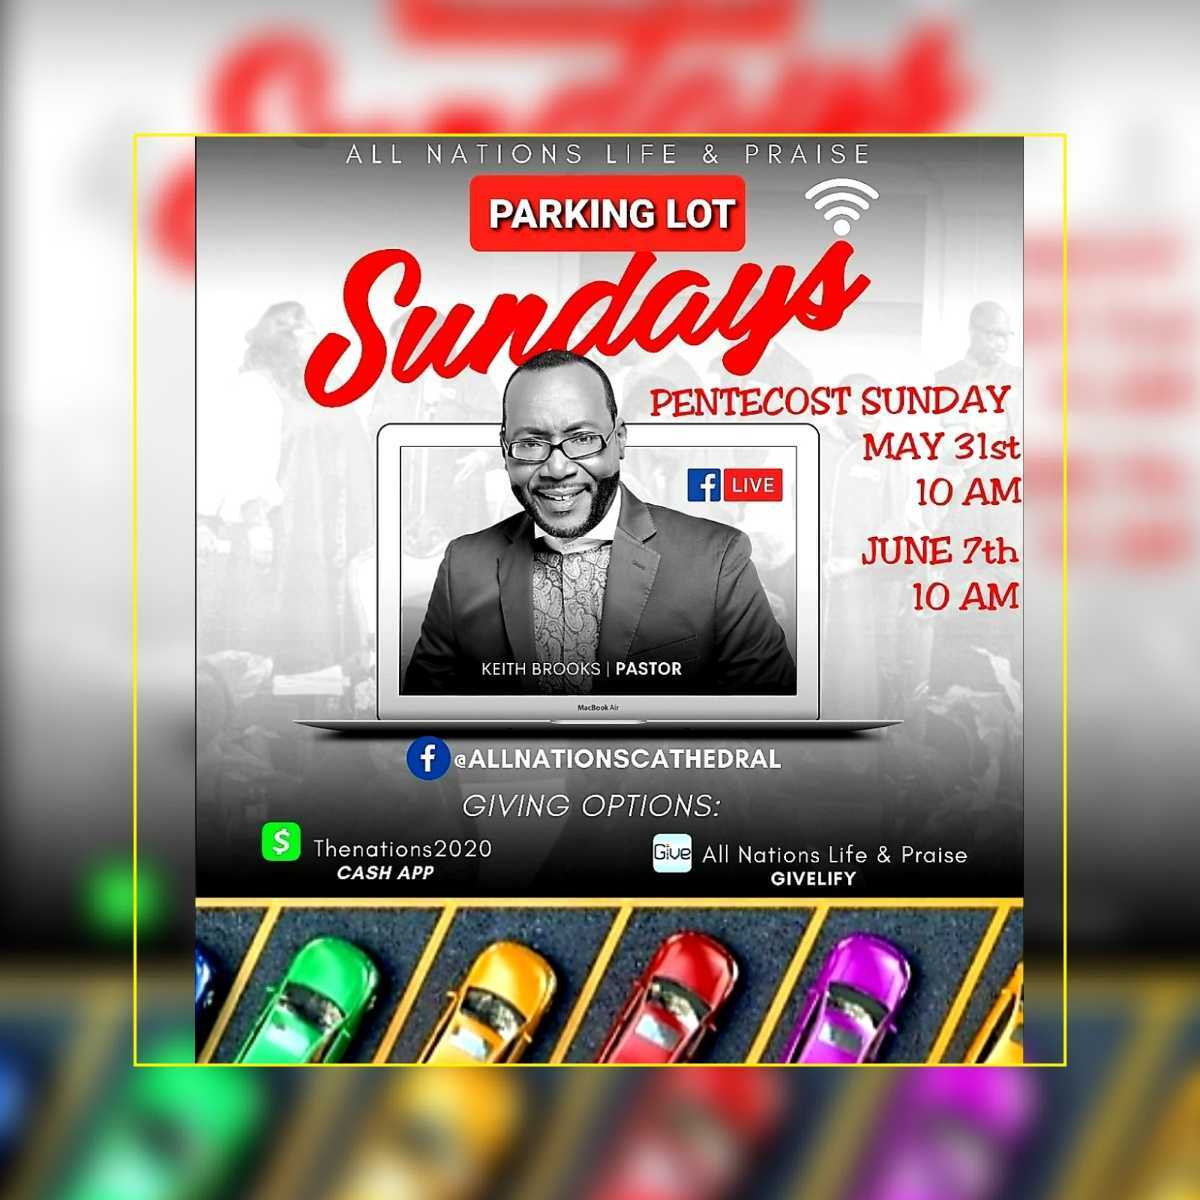 ALL NATIONS LIFE & PRAISE
PARKING LOT
Sundays
PENTECOST SUNDAY
MAY 31st
10 AM
JUNE 7th
10 AM
f LIVE
KEITH BROOKS | PASTOR
MacBook Air
f @ALLNATIONSCATHEDRAL
GIVING OPTIONS:
$ Thenations2020
CASH APP
Give All Nations Life & Praise
GIVELIFY